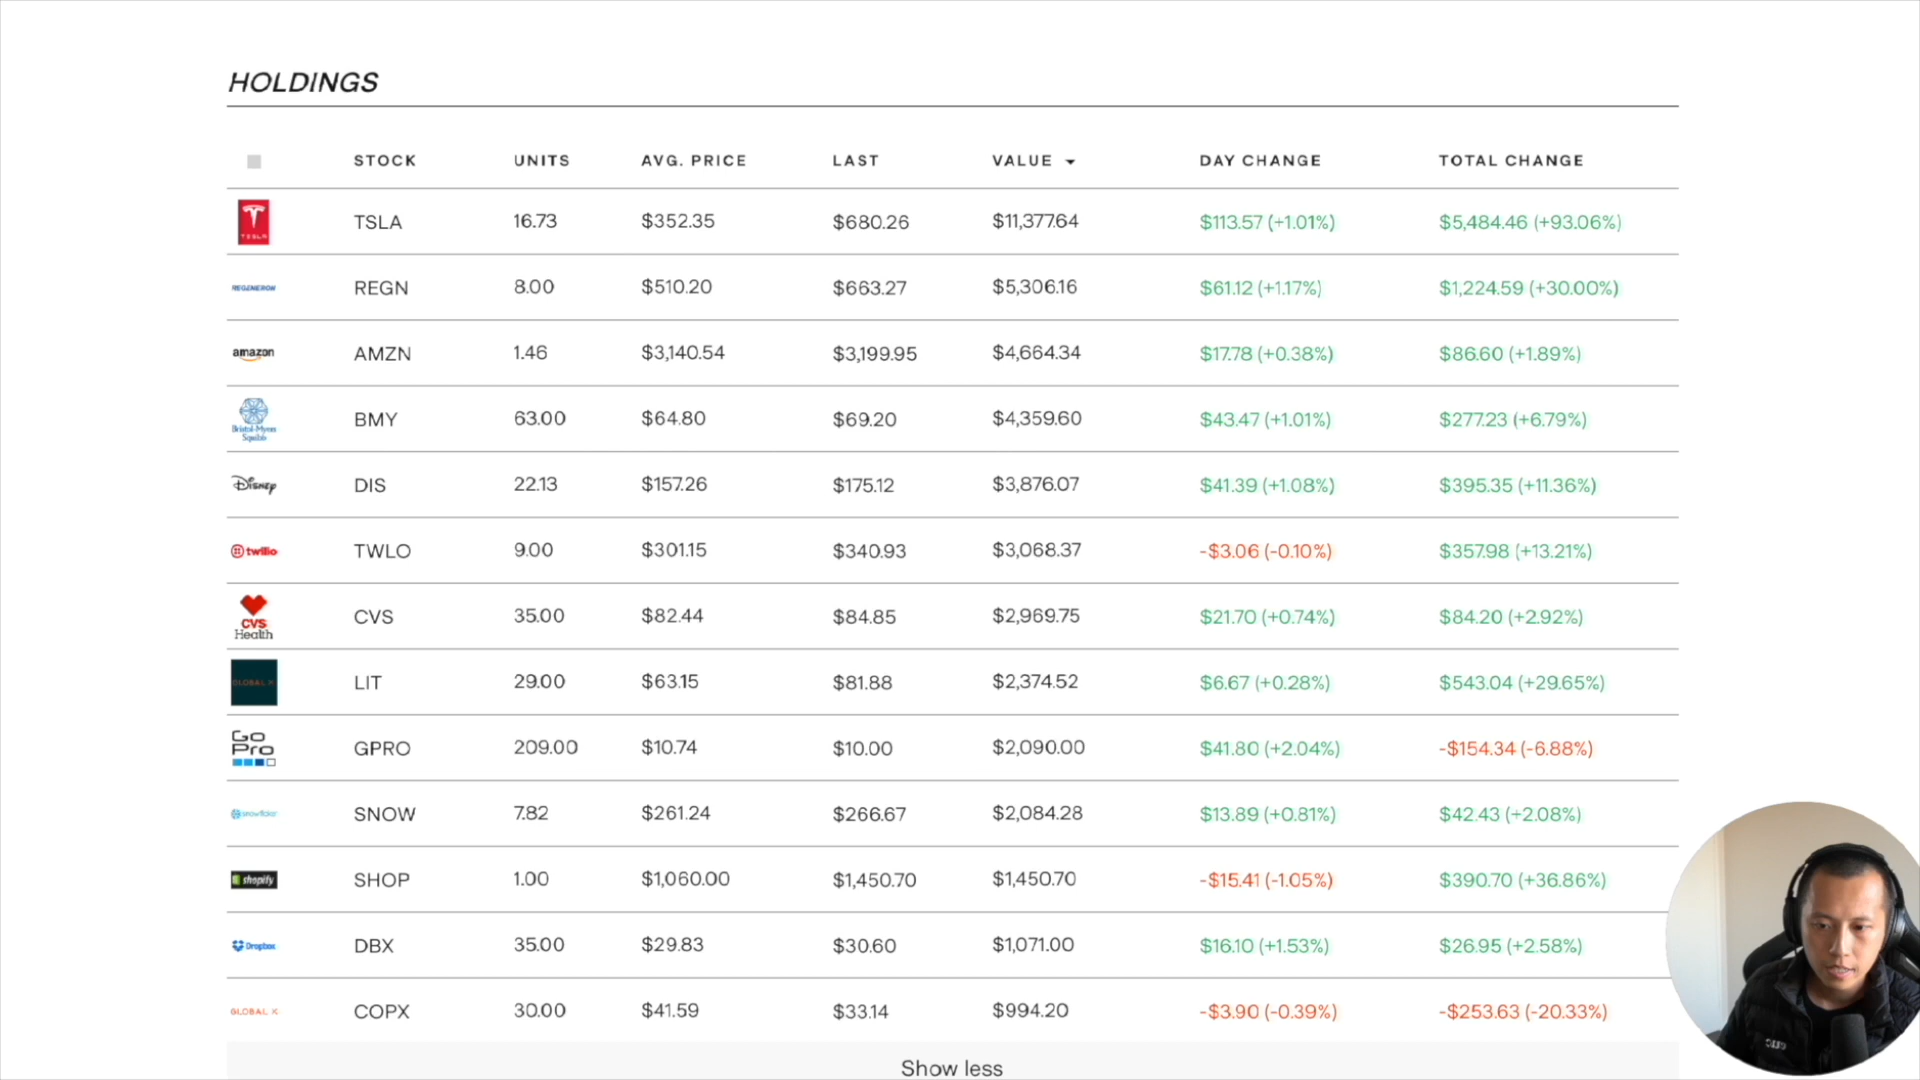 HOLDINGS
STOCK UNITS AVG. PRICE LAST VALUE DAY CHANGE TOTAL CHANGE
TESLA TSLA 16.73 $352.35 $680.26 $11,377.64 $113.57 (+1.01%) $5,484.46 (+93.06%)
REGENERON REGN 8.00 $510.20 $663.27 $5,306.16 $61.12 (+1.17%) $1,224.59 (+30.00%)
amazon AMZN 1.46 $3,140.54 $3,199.95 $4,664.34 $17.78 (+0.38%) $86.60 (+1.89%)
Bristol-Myers
Squibb BMY 63.00 $64.80 $69.20 $4,359.60 $43.47 (+1.01%) $277.23 (+6.79%)
Disney DIS 22.13 $157.26 $175.12 $3,876.07 $41.39 (+1.08%) $395.35 (+11.36%)
twilio TWLO 9.00 $301.15 $340.93 $3,068.37 -$3.06 (-0.10%) $357.98 (+13.21%)
CVS
Health CVS 35.00 $82.44 $84.85 $2,969.75 $21.70 (+0.74%) $84.20 (+2.92%)
GLOBAL X LIT 29.00 $63.15 $81.88 $2,374.52 $6.67 (+0.28%) $543.04 (+29.65%)
Go
Pro GPRO 209.00 $10.74 $10.00 $2,090.00 $41.80 (+2.04%) -$154.34 (-6.88%)
snowflake SNOW 7.82 $261.24 $266.67 $2,084.28 $13.89 (+0.81%) $42.43 (+2.08%)
shopify SHOP 1.00 $1,060.00 $1,450.70 $1,450.70 -$15.41 (-1.05%) $390.70 (+36.86%)
Dropbox DBX 35.00 $29.83 $30.60 $1,071.00 $16.10 (+1.53%) $26.95 (+2.58%)
GLOBAL X COPX 30.00 $41.59 $33.14 $994.20 -$3.90 (-0.39%) -$253.63 (-20.33%)
Show less